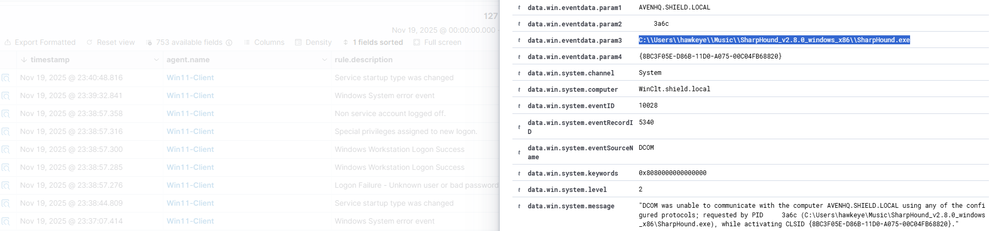 127
Nov 19, 2025 @ 00:00:00.000 -
Export Formatted Reset view 753 available fields Columns Density 1 fields sorted Full screen
timestamp agent.name rule.description
Nov 19, 2025 @ 23:40:48.816 Win11-Client Service startup type was changed
Nov 19, 2025 @ 23:39:32.841 Win11-Client Windows System error event
Nov 19, 2025 @ 23:38:57.358 Win11-Client Non service account logged off.
Nov 19, 2025 @ 23:38:57.316 Win11-Client Special privileges assigned to new logon.
Nov 19, 2025 @ 23:38:57.300 Win11-Client Windows Workstation Logon Success
Nov 19, 2025 @ 23:38:57.285 Win11-Client Windows Workstation Logon Success
Nov 19, 2025 @ 23:38:57.276 Win11-Client Logon Failure - Unknown user or bad password
Nov 19, 2025 @ 23:38:44.809 Win11-Client Service startup type was changed
Nov 19, 2025 @ 23:37:07.414 Win11-Client Windows System error event
t data.win.eventdata.param1 AVENHQ.SHIELD.LOCAL
t data.win.eventdata.param2 3a6c
t data.win.eventdata.param3 C:\\Users\\hawkeye\\Music\\SharpHound_v2.8.0_windows_x86\\SharpHound.exe
t data.win.eventdata.param4 {8BC3F05E-D86B-11D0-A075-00C04FB68820}
t data.win.system.channel System
t data.win.system.computer WinClt.shield.local
t data.win.system.eventID 10028
t data.win.system.eventRecordI 5340
D
t data.win.system.eventSourceN DCOM
ame
t data.win.system.keywords 0x8080000000000000
t data.win.system.level 2
t data.win.system.message "DCOM was unable to communicate with the computer AVENHQ.SHIELD.LOCAL using any of the confi
gured protocols; requested by PID 3a6c (C:\Users\hawkeye\Music\SharpHound_v2.8.0_windows
_x86\SharpHound.exe), while activating CLSID {8BC3F05E-D86B-11D0-A075-00C04FB68820}."